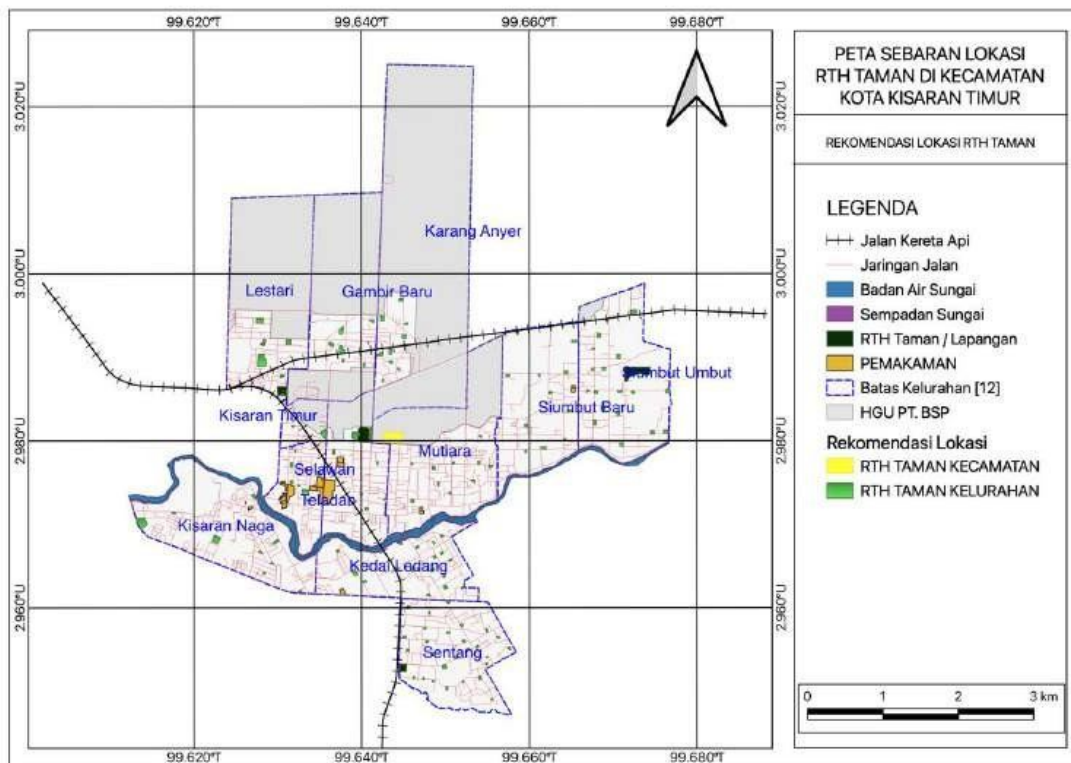 99.620°T 99.640°T 99.660°T 99.680°T
3.020°U 3.020°U
3.000°U 3.000°U
2.980°U 2.980°U
2.960°U 2.960°U
Karang Anyer
Lestari
Gambir Baru
Siumbut Umbut
Kisaran Timur
Siumbut Baru
Mutiara
Selawan
Teladan
Kisaran Naga
Kedai Ledang
Sentang
99.620°T 99.640°T 99.660°T 99.680°T
PETA SEBARAN LOKASI
RTH TAMAN DI KECAMATAN
KOTA KISARAN TIMUR
REKOMENDASI LOKASI RTH TAMAN
LEGENDA
Jalan Kereta Api
Jaringan Jalan
Badan Air Sungai
Sempadan Sungai
RTH Taman / Lapangan
PEMAKAMAN
Batas Kelurahan [12]
HGU PT. BSP
Rekomendasi Lokasi
RTH TAMAN KECAMATAN
RTH TAMAN KELURAHAN
0 1 2 3 km